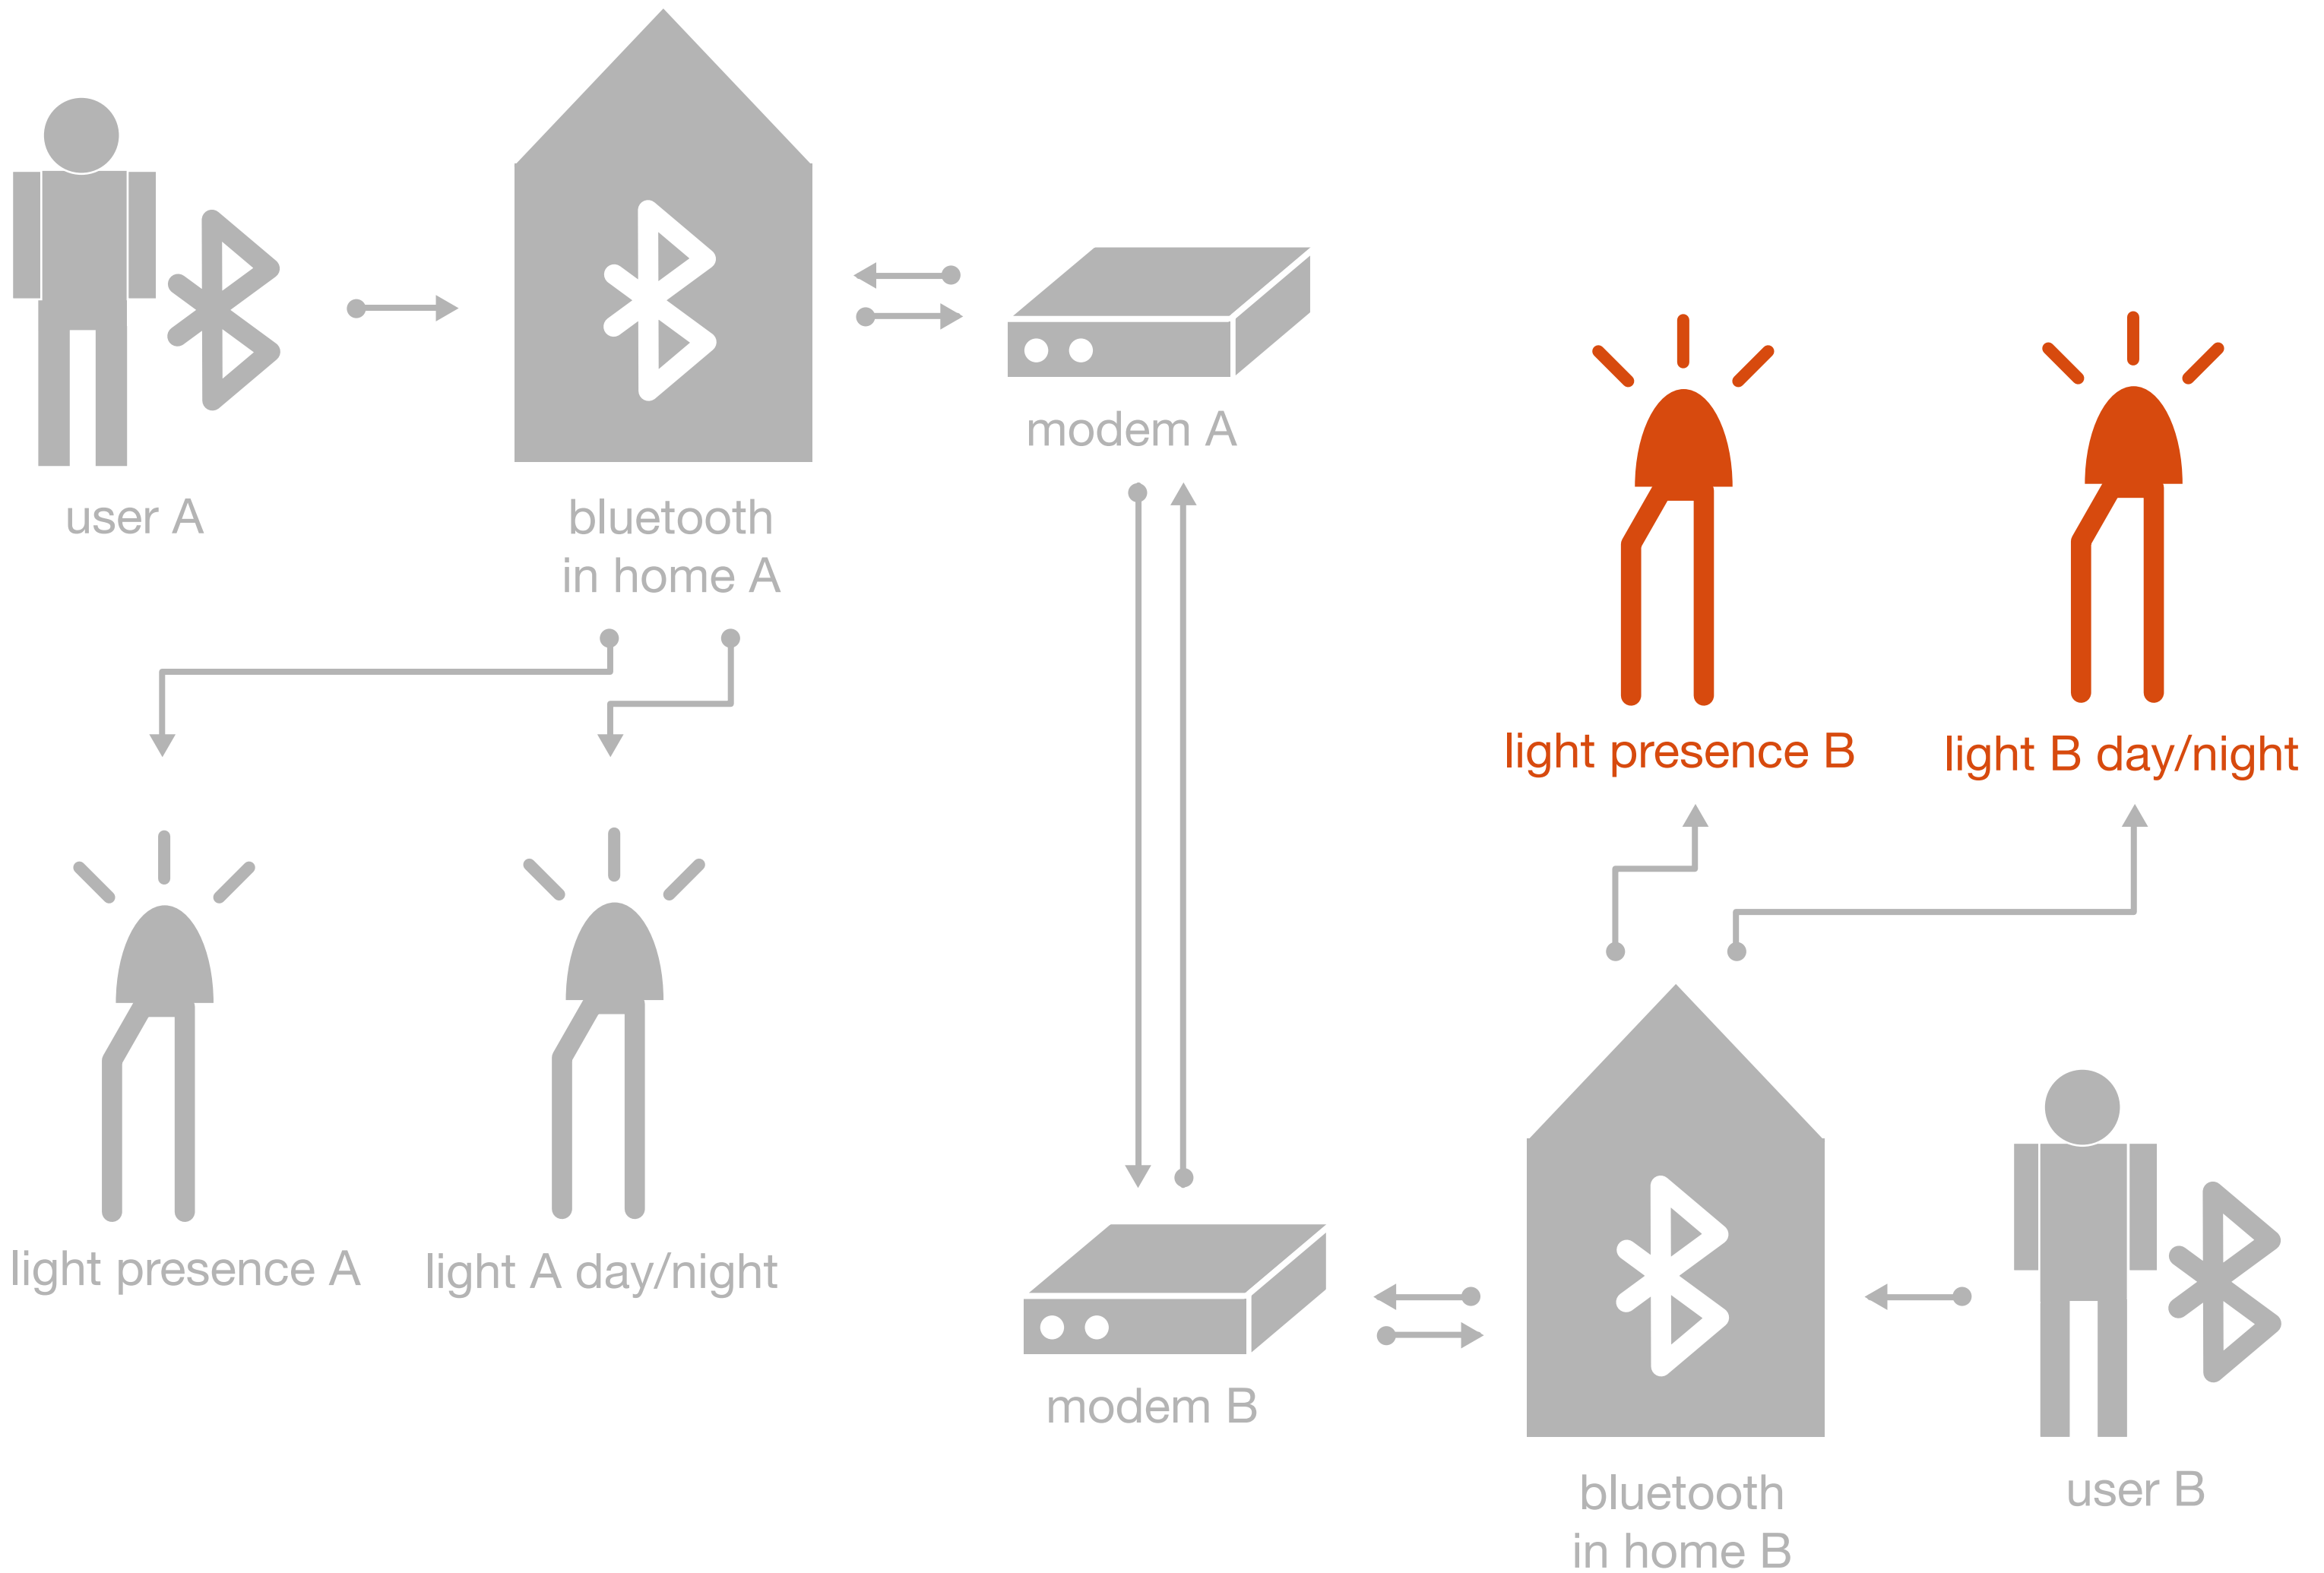 user A
bluetooth
in home A
modem A
light presence B
light B day/night
light presence A
light A day/night
modem B
bluetooth
in home B
user B